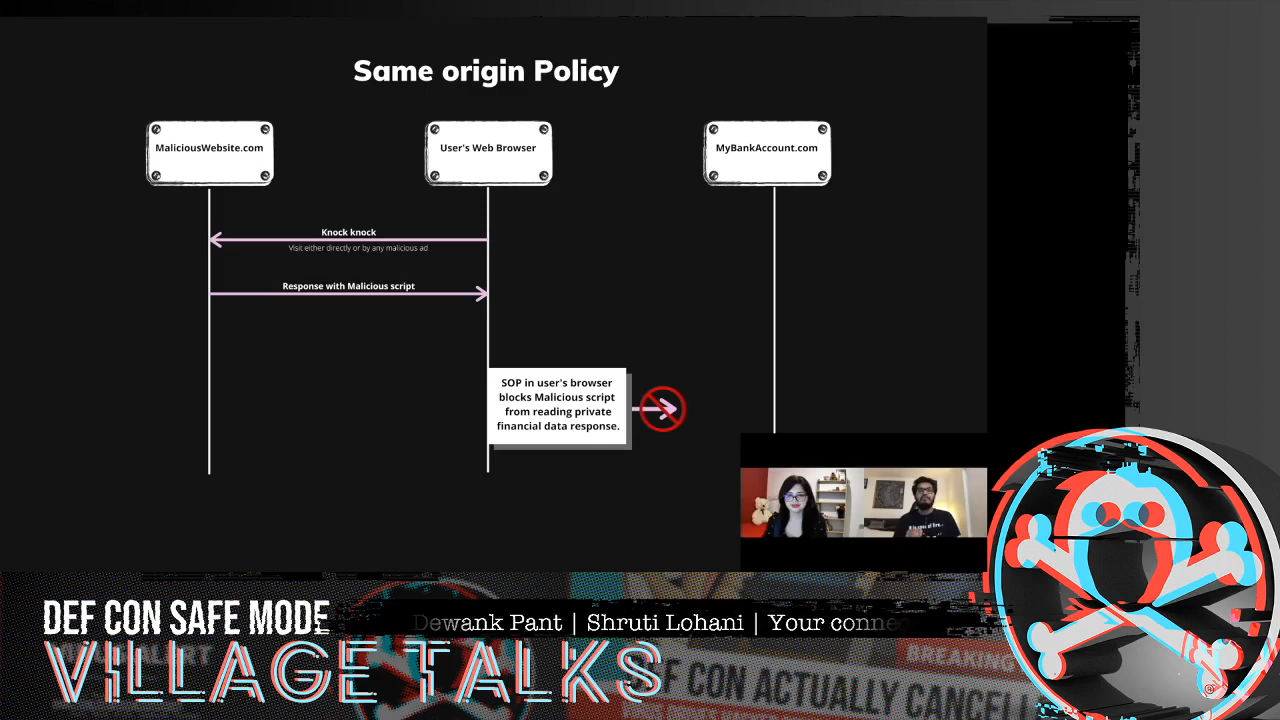 Same origin Policy
MaliciousWebsite.com
User's Web Browser
MyBankAccount.com
Knock knock
Visit either directly or by any malicious ad
Response with Malicious script
SOP in user's browser
blocks Malicious script
from reading private
financial data response.
DEF CON SAFE MODE
Dewank Pant | Shruti Lohani | Your conne
VILLAGE TALKS
BREAKING
DEF CON ACTUALLY CANCELL